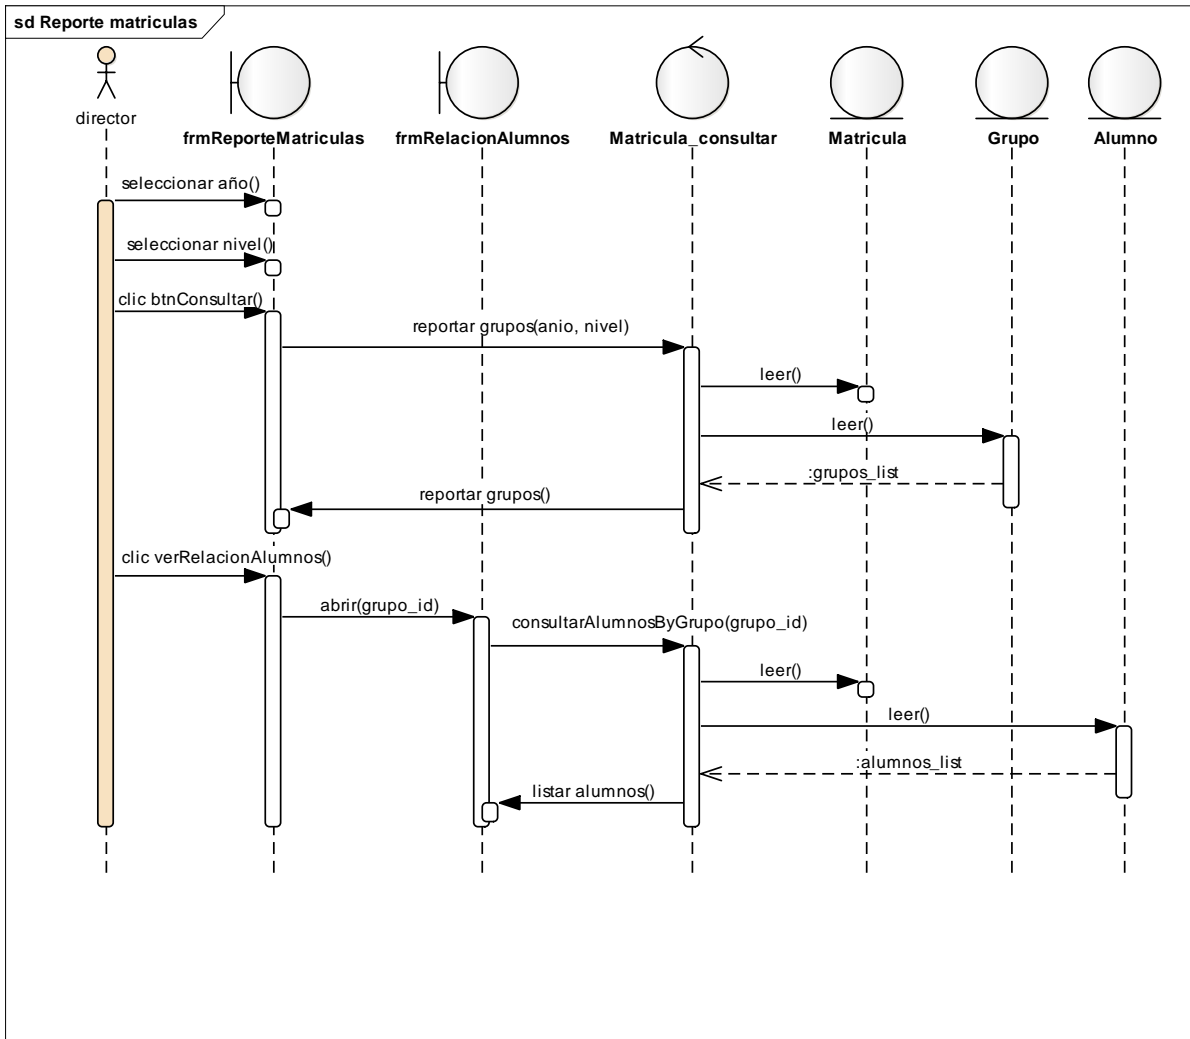 sd Reporte matriculas
director
frmReporteMatriculas
frmRelacionAlumnos
Matricula_consultar
Matricula
Grupo
Alumno
seleccionar año()
seleccionar nivel()
clic btnConsultar()
reportar grupos(anio, nivel)
leer()
leer()
:grupos_list
reportar grupos()
clic verRelacionAlumnos()
abrir(grupo_id)
consultarAlumnosByGrupo(grupo_id)
leer()
leer()
:alumnos_list
listar alumnos()